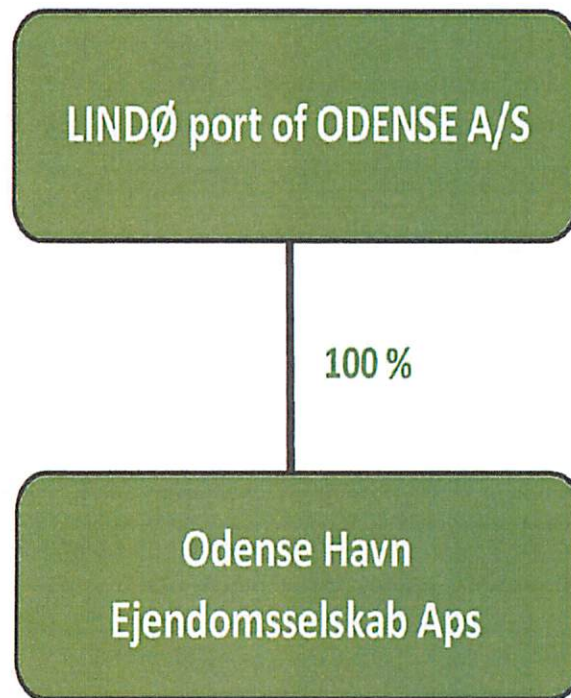 LINDØ port of ODENSE A/S
100 %
Odense Havn
Ejendomsselskab Aps